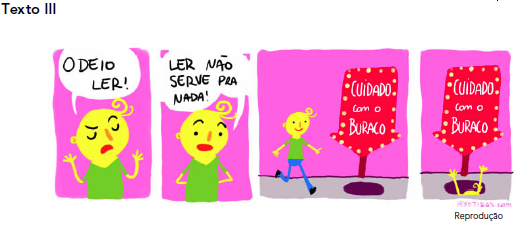 Texto III
ODEIO
LER!
LER NÃO
SERVE PRA
NADA!
CUIDADO
COM O
BURACO
CUIDADO
COM O
BURACO
Reprodução